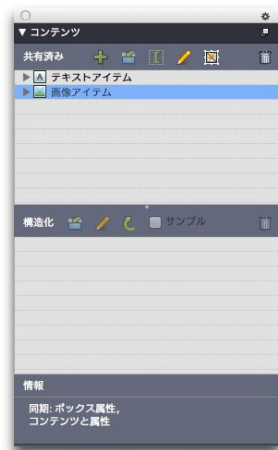 コンテンツ
共有済み
A テキストアイテム
画像アイテム
構造化 サンプル
情報
同期: ボックス属性,
コンテンツと属性